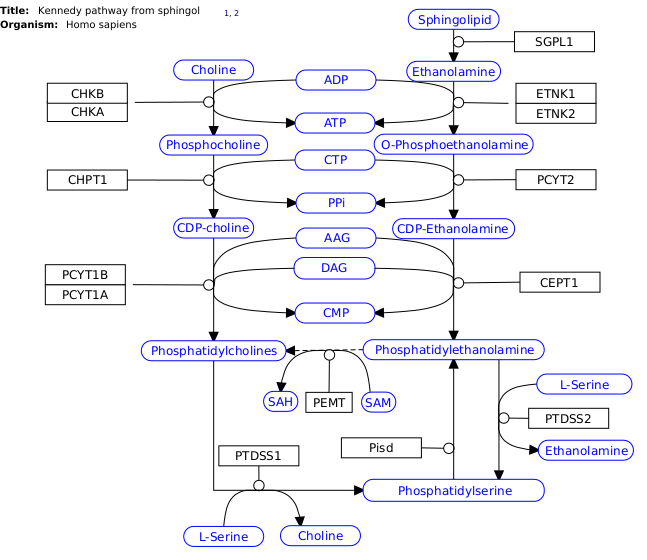 Title: Kennedy pathway from sphingol 1, 2
Organism: Homo sapiens
Sphingolipid
SGPL1
Choline
ADP
Ethanolamine
CHKB
CHKA
ETNK1
ETNK2
ATP
Phosphocholine
O-Phosphoethanolamine
CTP
CHPT1
PCYT2
PPi
CDP-choline
CDP-Ethanolamine
AAG
DAG
PCYT1B
PCYT1A
CEPT1
CMP
Phosphatidylcholines
Phosphatidylethanolamine
L-Serine
SAH
PEMT
SAM
PTDSS2
Pisd
Ethanolamine
PTDSS1
Phosphatidylserine
L-Serine
Choline